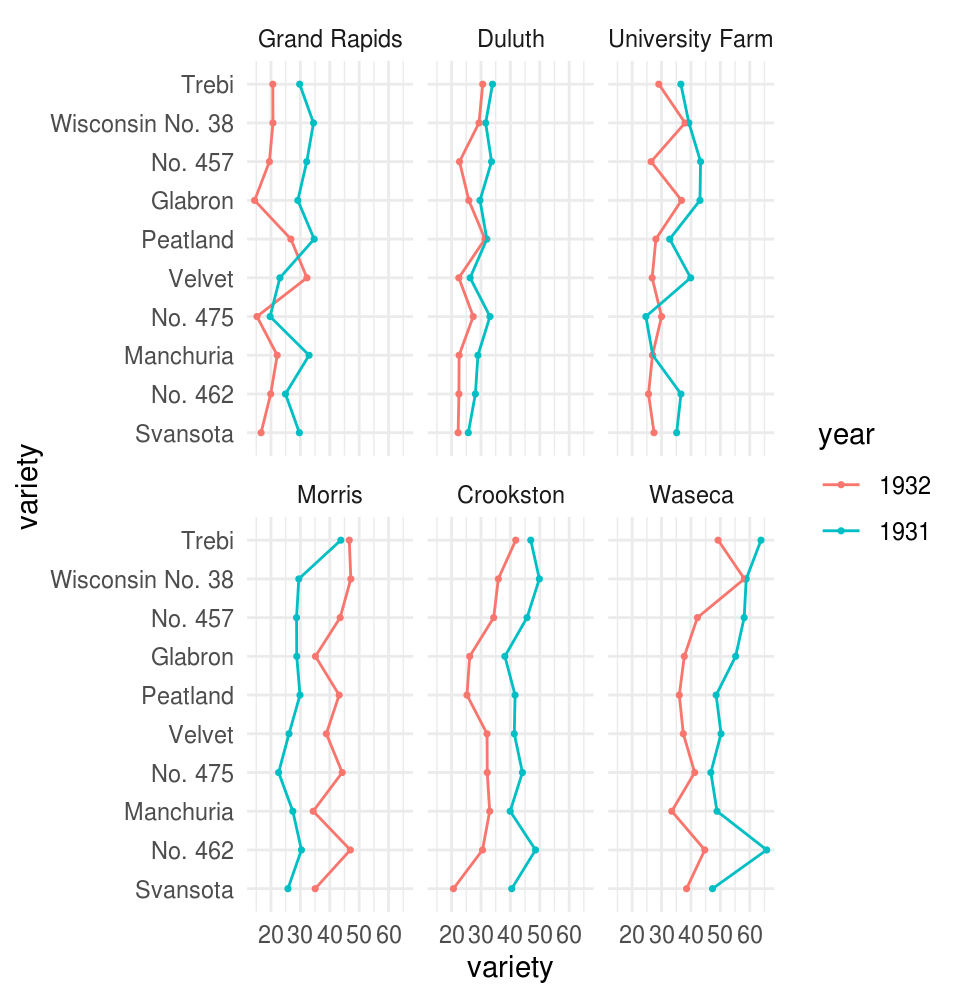 Grand Rapids Duluth University Farm
Trebi
Wisconsin No. 38
No. 457
Glabron
Peatland
Velvet
No. 475
Manchuria
No. 462
Svansota
variety
year
1932
1931
Morris Crookston Waseca
Trebi
Wisconsin No. 38
No. 457
Glabron
Peatland
Velvet
No. 475
Manchuria
No. 462
Svansota
20 30 40 50 60 20 30 40 50 60 20 30 40 50 60
variety